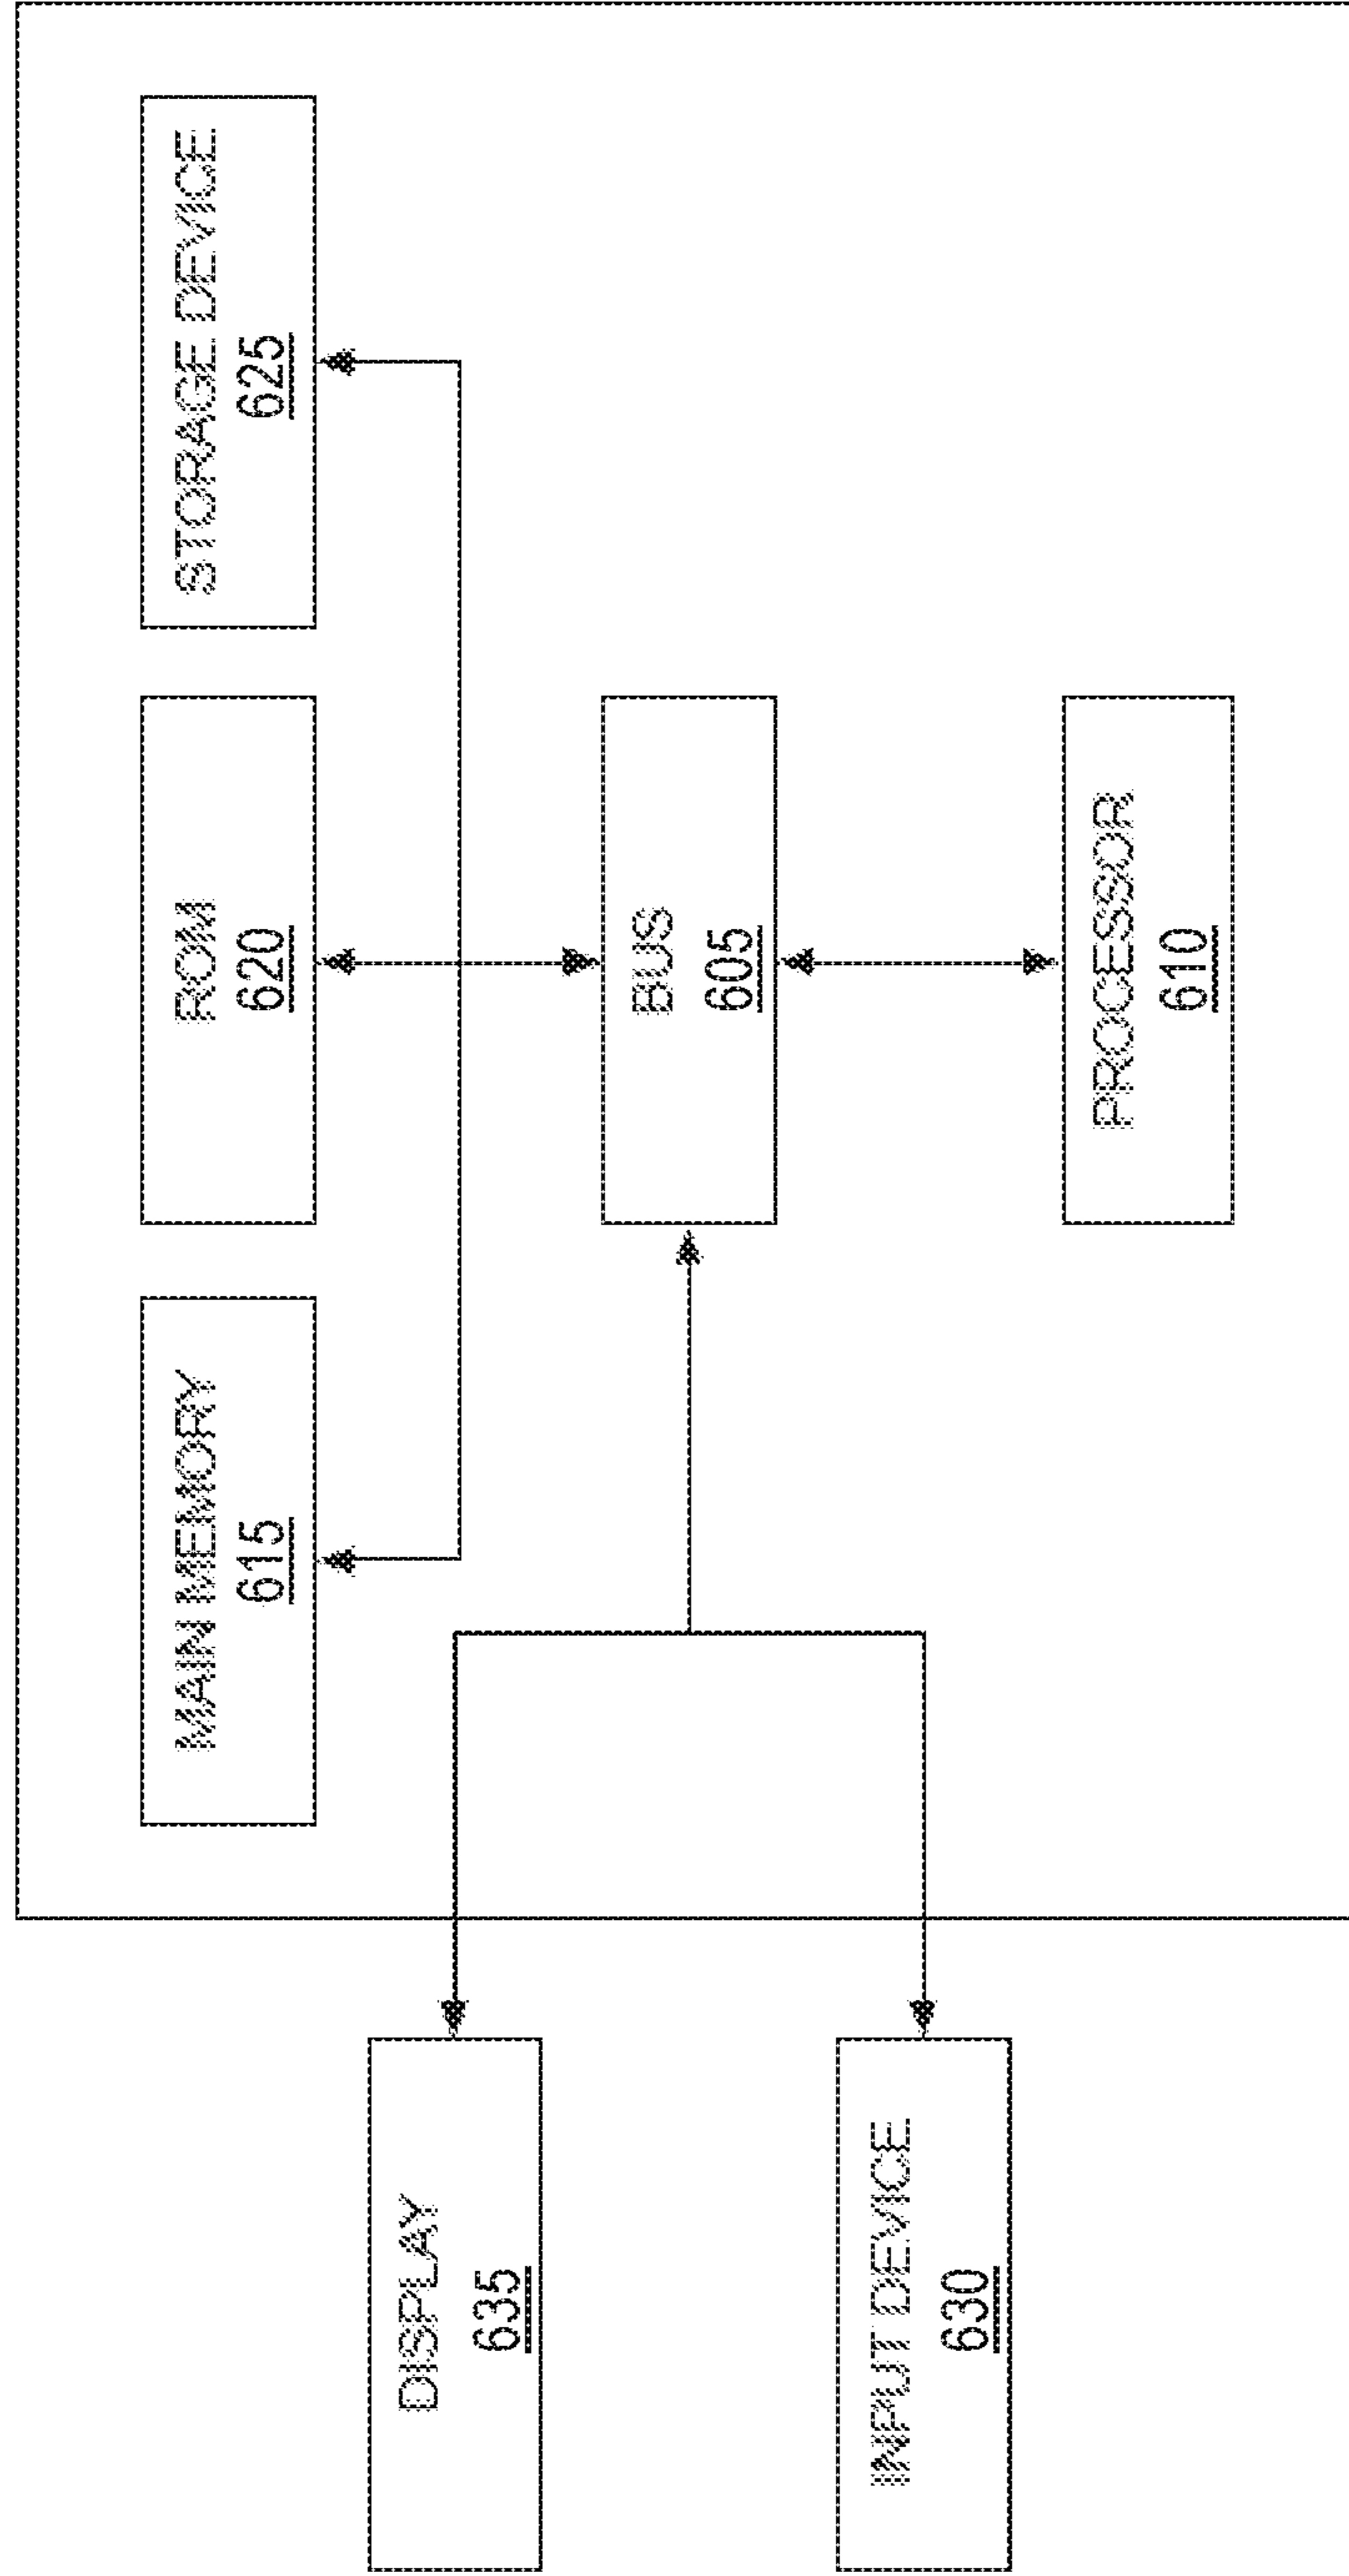 MAIN MEMORY
615
ROM
620
STORAGE DEVICE
625
DISPLAY
635
BUS
605
INPUT DEVICE
630
PROCESSOR
610